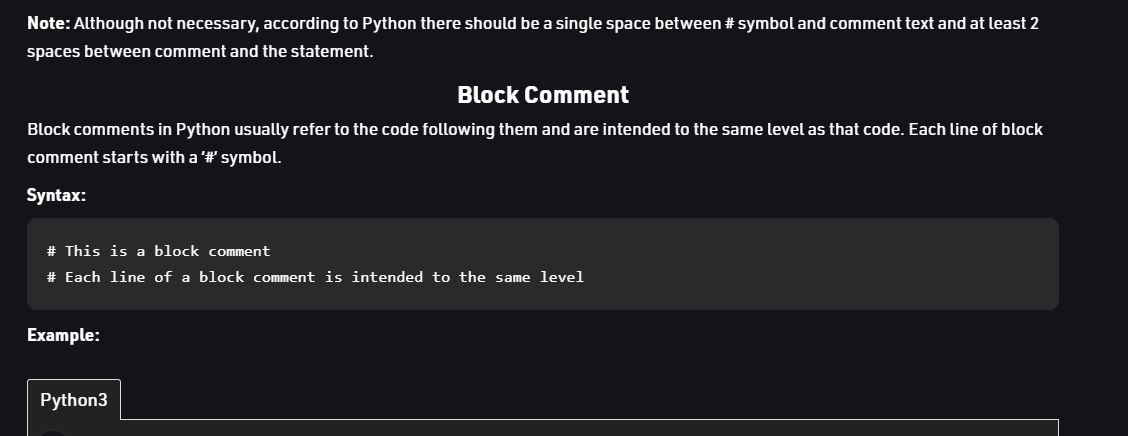 Note: Although not necessary, according to Python there should be a single space between # symbol and comment text and at least 2
spaces between comment and the statement.
Block Comment
Block comments in Python usually refer to the code following them and are intended to the same level as that code. Each line of block
comment starts with a ‘#’ symbol.
Syntax:
# This is a block comment
# Each line of a block comment is intended to the same level
Example:
Python3